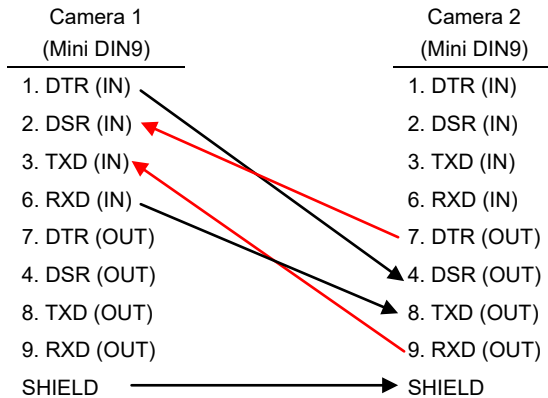 Camera 1
(Mini DIN9)
1. DTR (IN)
2. DSR (IN)
3. TXD (IN)
6. RXD (IN)
7. DTR (OUT)
4. DSR (OUT)
8. TXD (OUT)
9. RXD (OUT)
SHIELD
Camera 2
(Mini DIN9)
1. DTR (IN)
2. DSR (IN)
3. TXD (IN)
6. RXD (IN)
7. DTR (OUT)
4. DSR (OUT)
8. TXD (OUT)
9. RXD (OUT)
SHIELD